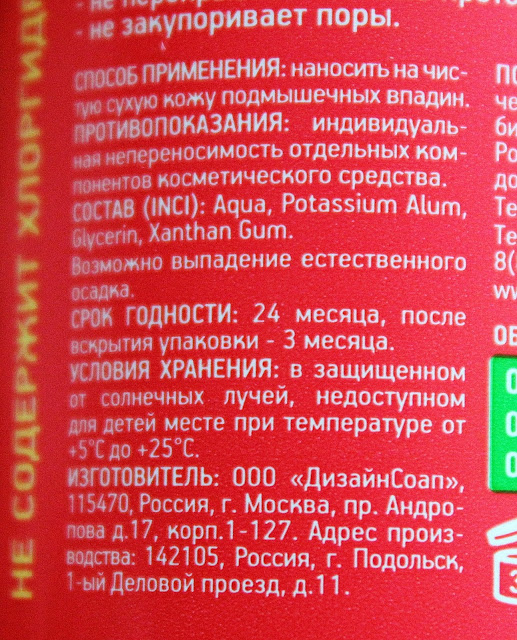 - не закупоривает поры.
СПОСОБ ПРИМЕНЕНИЯ: наносить на чис-
тую сухую кожу подмышечных впадин.
ПРОТИВОПОКАЗАНИЯ: индивидуаль-
ная непереносимость отдельных ком-
понентов косметического средства.
СОСТАВ (INCI): Aqua, Potassium Alum,
Glycerin, Xanthan Gum.
Возможно выпадение естественного
осадка.
СРОК ГОДНОСТИ: 24 месяца, после
вскрытия упаковки - 3 месяца.
УСЛОВИЯ ХРАНЕНИЯ: в защищенном
от солнечных лучей, недоступном
для детей месте при температуре от
+5°C до +25°C.
ИЗГОТОВИТЕЛЬ: ООО «ДизайнСоап»,
115470, Россия, г. Москва, пр. Андро-
пова д.17, корп.1-127. Адрес произ-
водства: 142105, Россия, г. Подольск,
1-ый Деловой проезд, д.11.
НЕ СОДЕРЖИТ ХЛОРГИД